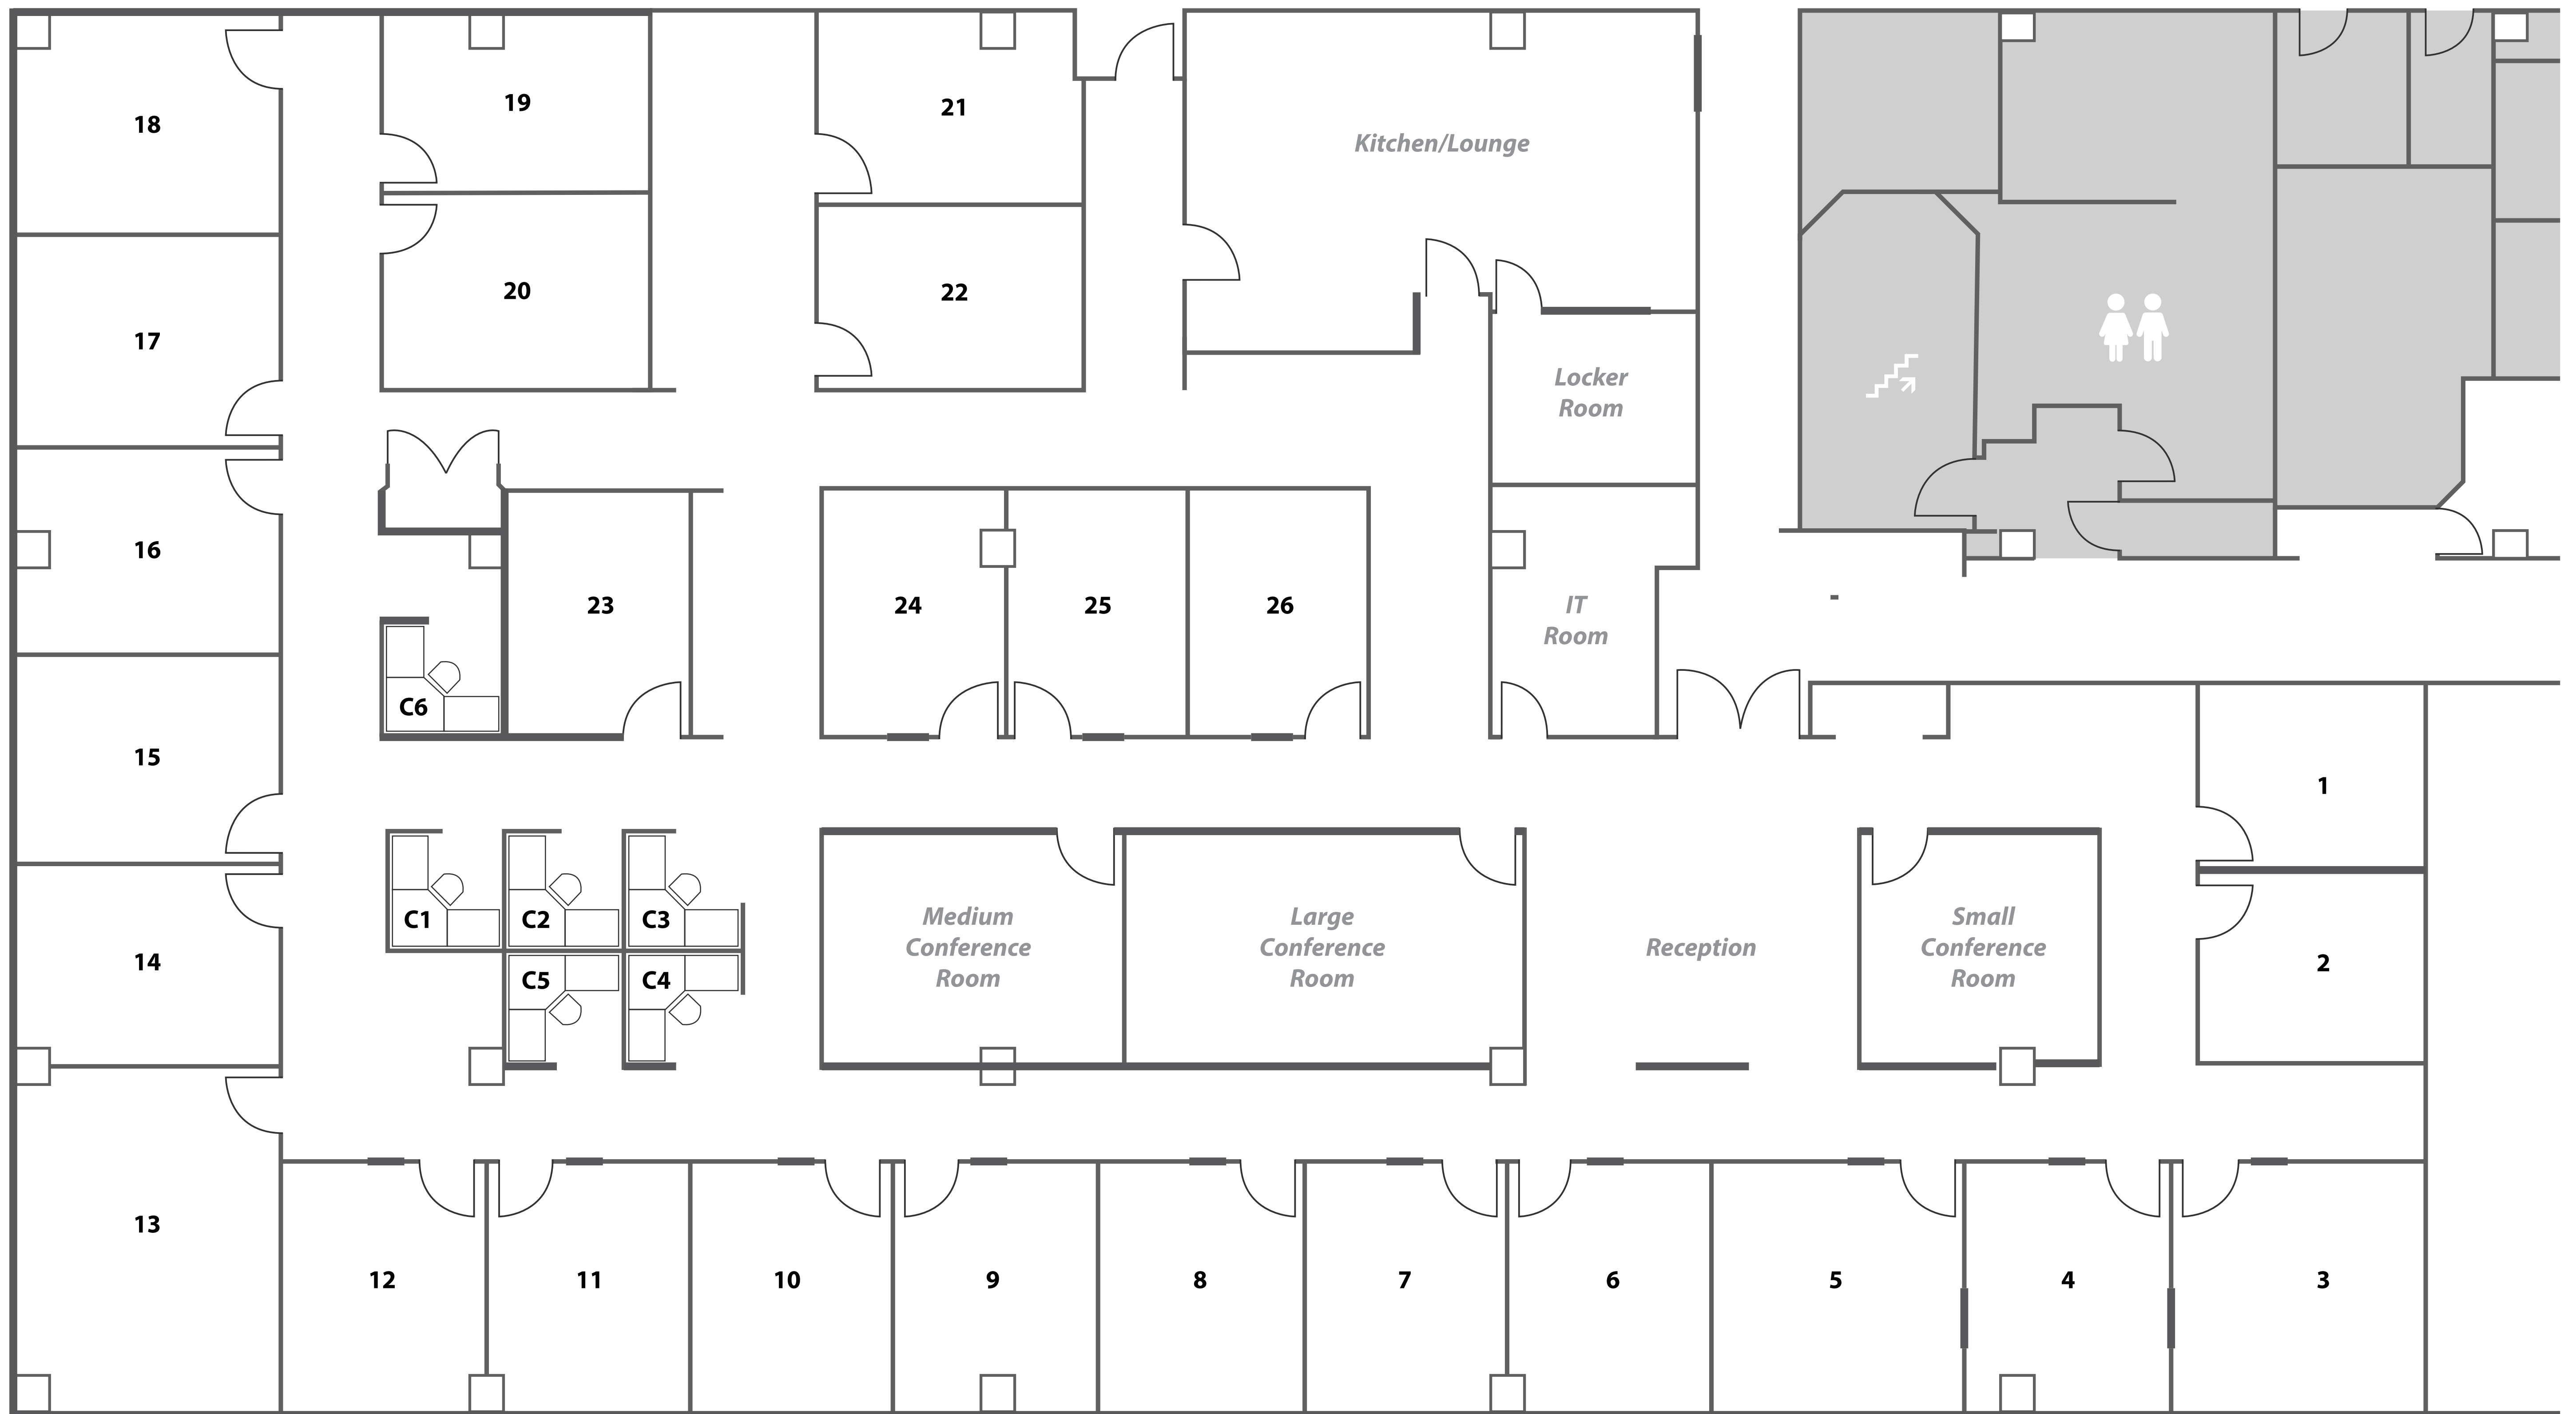 19
21
18
Kitchen/Lounge
20
22
17
Locker
Room
16
23
24
25
26
IT
Room
C6
15
1
C1
C2
C3
Medium
Conference
Room
Large
Conference
Room
Reception
Small
Conference
Room
2
14
C5
C4
13
12
11
10
9
8
7
6
5
4
3